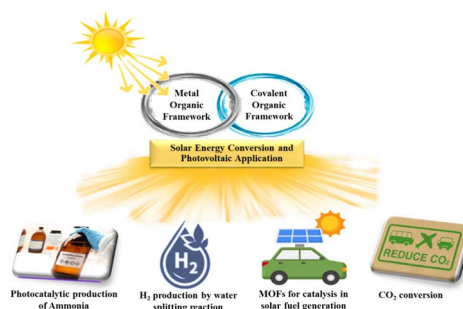 Metal
Organic
Framework
Covalent
Organic
Framework
Solar Energy Conversion and
Photovoltaic Application
H₂
REDUCE CO₂
Photocatalytic production
of Ammonia
H₂ production by water
splitting reaction
MOFs for catalysis in
solar fuel generation
CO₂ conversion